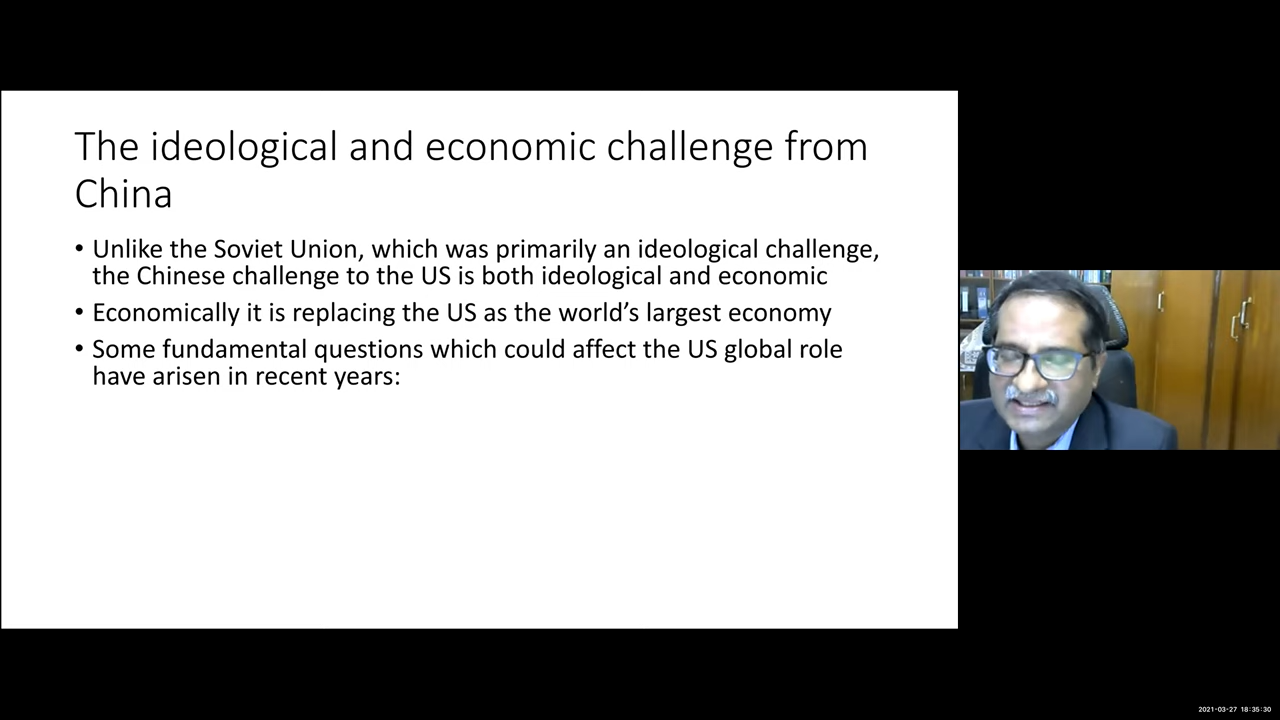 The ideological and economic challenge from
China
• Unlike the Soviet Union, which was primarily an ideological challenge,
the Chinese challenge to the US is both ideological and economic
• Economically it is replacing the US as the world’s largest economy
• Some fundamental questions which could affect the US global role
have arisen in recent years:
2021-03-27 18:35:30